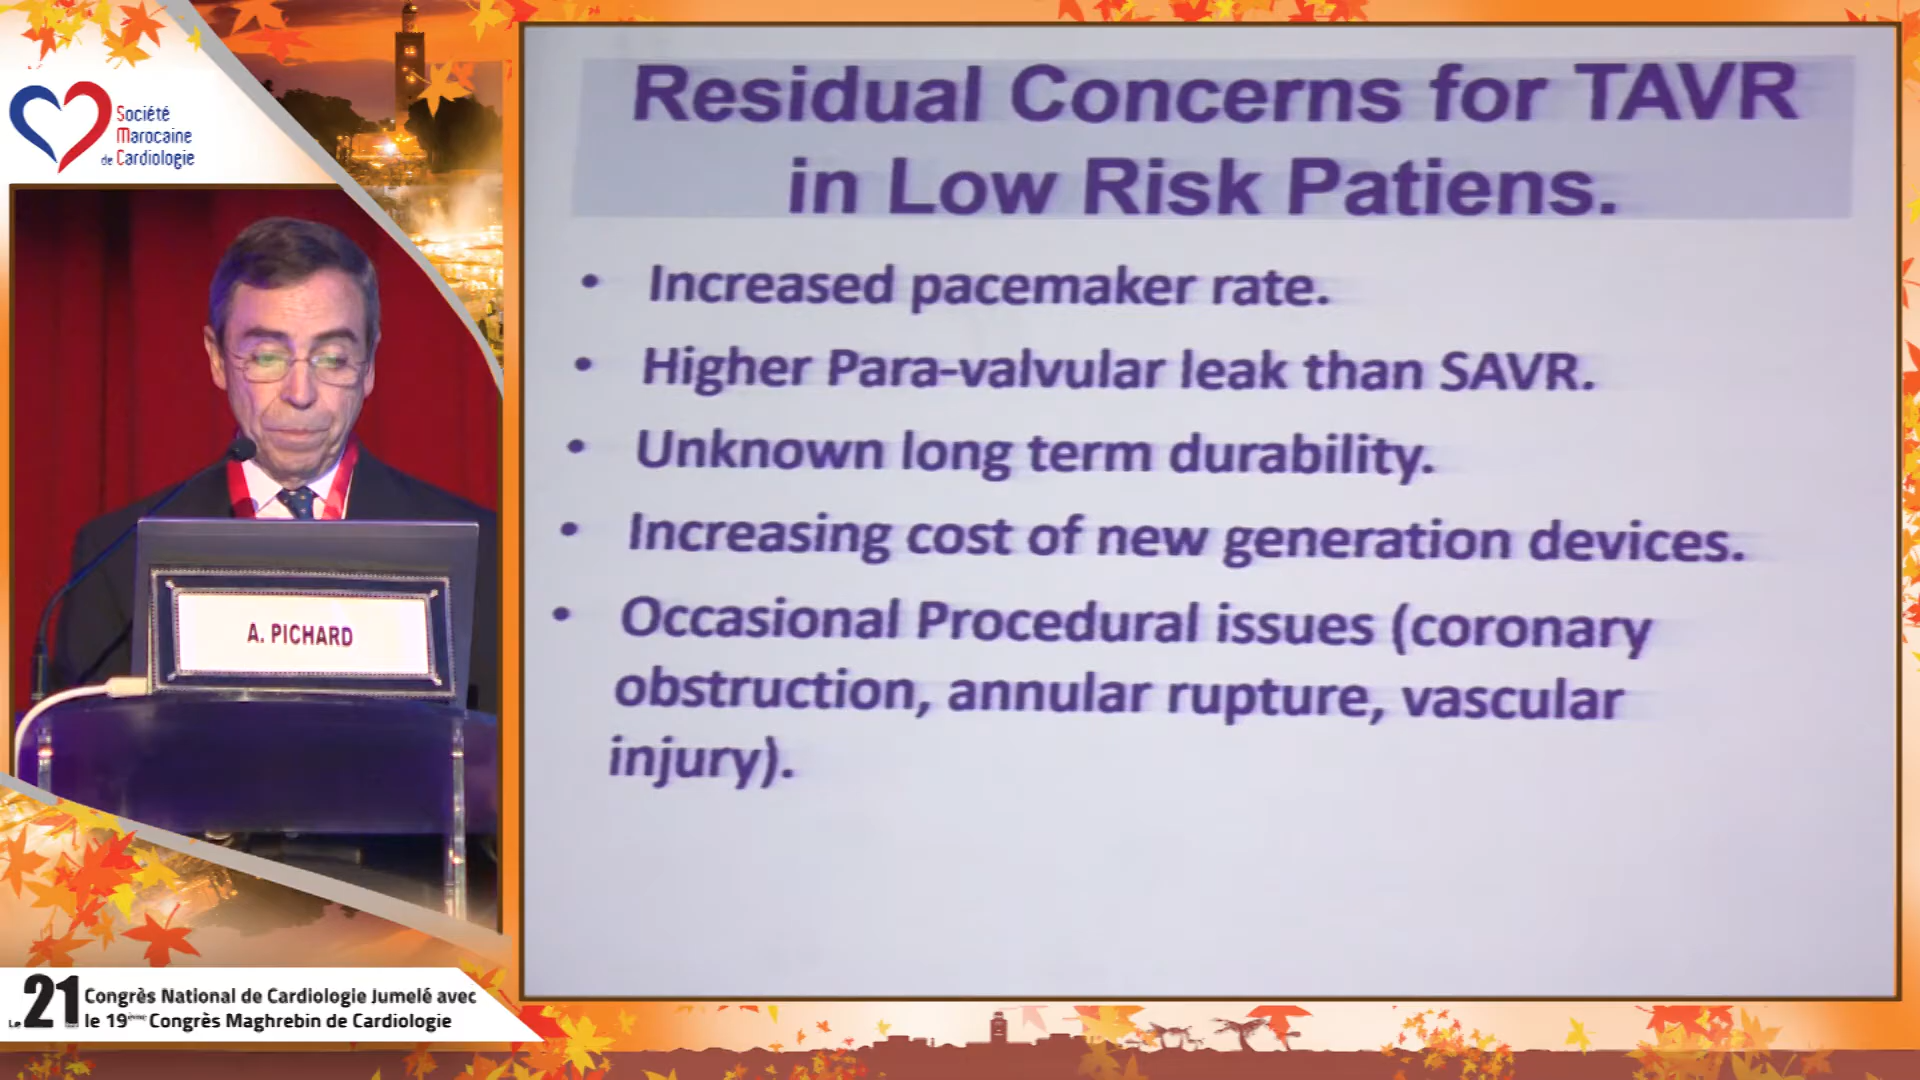 Société
Marocaine
de Cardiologie
A. PICHARD
Le 21
Congrès National de Cardiologie Jumelé avec
le 19ème Congrès Maghrebin de Cardiologie
Residual Concerns for TAVR
in Low Risk Patiens.
• Increased pacemaker rate.
• Higher Para-valvular leak than SAVR.
• Unknown long term durability.
• Increasing cost of new generation devices.
• Occasional Procedural issues (coronary
obstruction, annular rupture, vascular
injury).